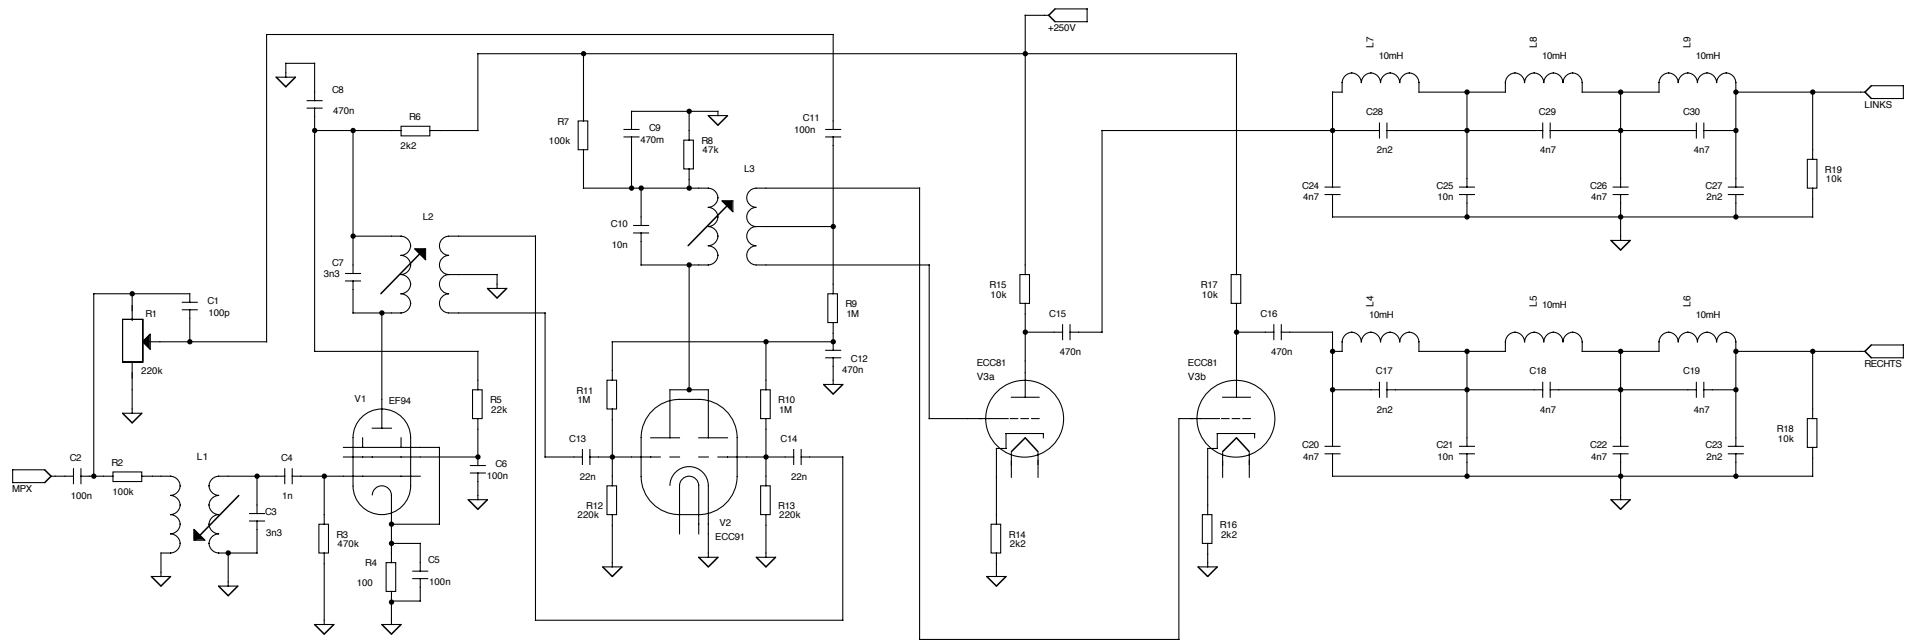 +250V
L7
10mH
L8
10mH
L9
10mH
C8
470n
R6
2k2
R7
100k
C9
470m
R8
47k
C11
100n
L3
C28
2n2
C29
4n7
C30
4n7
LINKS
C24
4n7
C25
10n
C26
4n7
C27
2n2
R19
10k
L2
C10
10n
C7
3n3
C1
100p
R1
220k
R9
1M
C12
470n
R15
10k
R17
10k
C15
470n
C16
470n
L4
10mH
L5
10mH
L6
10mH
RECHTS
ECC81
V3a
ECC81
V3b
C17
2n2
C18
4n7
C19
4n7
V1
EF94
R5
22k
R11
1M
R10
1M
C13
22n
C14
22n
C20
4n7
C21
10n
C22
4n7
C23
2n2
R18
10k
MPX
C2
100n
R2
100k
L1
C4
1n
C6
100n
C3
3n3
R3
470k
R4
100
C5
100n
R12
220k
R13
220k
V2
ECC91
R14
2k2
R16
2k2